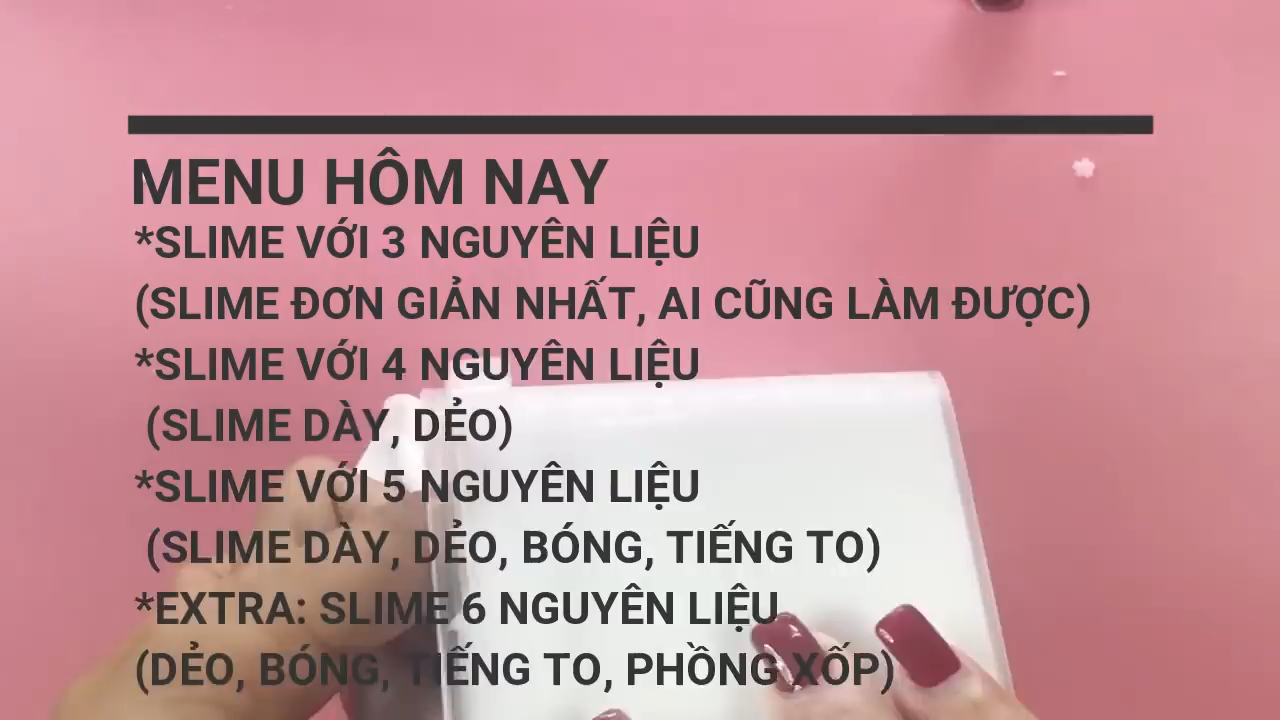 MENU HÔM NAY
*SLIME VỚI 3 NGUYÊN LIỆU
(SLIME ĐƠN GIẢN NHẤT, AI CŨNG LÀM ĐƯỢC)
*SLIME VỚI 4 NGUYÊN LIỆU
(SLIME DÀY, DẺO)
*SLIME VỚI 5 NGUYÊN LIỆU
(SLIME DÀY, DẺO, BÓNG, TIẾNG TO)
*EXTRA: SLIME 6 NGUYÊN LIỆU
(DẺO, BÓNG, TIẾNG TO, PHỒNG XỐP)